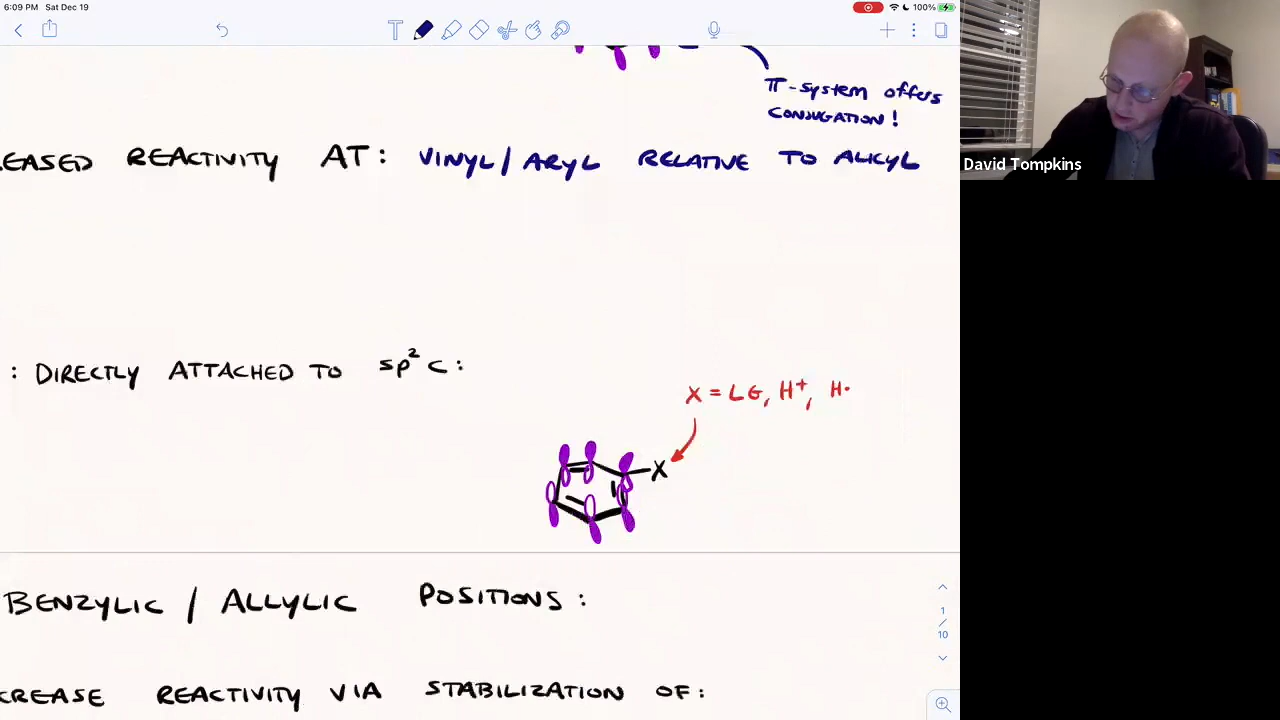 6:09 PM Sat Dec 19
100%
π-system offers
CONJUGATION!
EASED REACTIVITY AT: VINYL/ARYL RELATIVE TO ALKYL
David Tompkins
: DIRECTLY ATTACHED TO sp² C:
X = LG, H+, H·
X
BENZYLIC / ALLYLIC POSITIONS:
1
/
10
CREASE REACTIVITY VIA STABILIZATION OF: